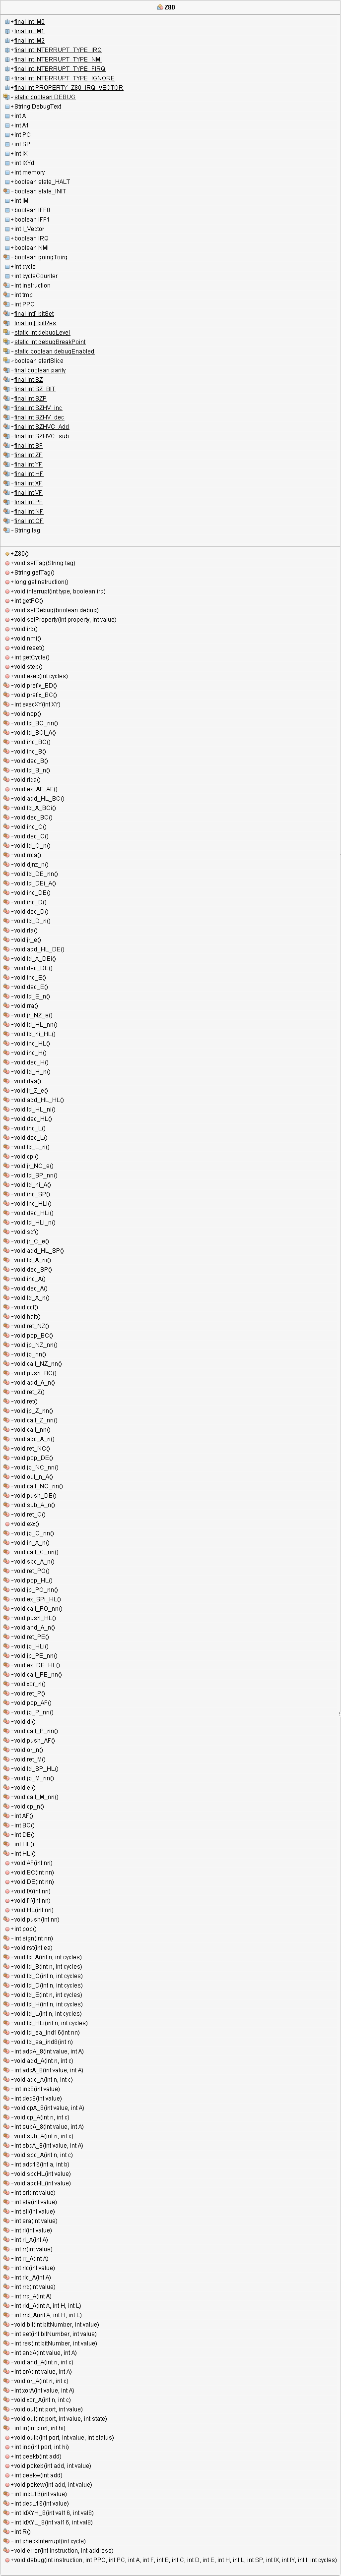 Z80
+final int IM0
+final int IM1
+final int IM2
+final int INTERRUPT_TYPE_IRQ
+final int INTERRUPT_TYPE_NMI
+final int INTERRUPT_TYPE_FIRQ
+final int INTERRUPT_TYPE_IGNORE
+final int PROPERTY_Z80_IRQ_VECTOR
-static boolean DEBUG
+String DebugText
+int A
+int A1
+int PC
+int SP
+int IX
+int IXYd
+int memory
+boolean state_HALT
-boolean state_INIT
+int IM
+boolean IFF0
+boolean IFF1
+int I_Vector
+boolean IRQ
+boolean NMI
-boolean goingToirq
+int cycle
+int cycleCounter
-int instruction
+int tmp
+int PPC
-final int8 bitSet
-final int8 bitRes
-static int debugLevel
-static int debugBreakPoint
-static boolean debugEnabled
-boolean startSlice
-final boolean parity
-final int SZ
-final int SZ_BIT
-final int SZP
-final int SZHV_inc
-final int SZHV_dec
-final int SZHVC_Add
-final int SZHVC_sub
-final int SF
-final int ZF
-final int YF
-final int HF
-final int XF
-final int VF
-final int PF
-final int NF
-final int CF
-String tag
+Z80()
+void setTag(String tag)
+String getTag()
+long getInstruction()
+void interrupt(int type, boolean irq)
+int getPC()
+void setDebug(boolean debug)
+void setProperty(int property, int value)
+void irq()
+void nmi()
+void reset()
+int getCycle()
+void step()
+void exec(int cycles)
-void prefix_ED()
-void prefix_BC()
-int execXY(int XY)
-void nop()
-void ld_BC_nn()
-void ld_BCi_A()
-void inc_BC()
-void inc_B()
-void dec_B()
-void ld_B_n()
-void rlca()
+void ex_AF_AF()
-void add_HL_BC()
-void ld_A_BCi()
-void dec_BC()
-void inc_C()
-void dec_C()
-void ld_C_n()
-void rrca()
-void djnz_n()
-void ld_DE_nn()
-void ld_DEi_A()
-void inc_DE()
-void inc_D()
-void dec_D()
-void ld_D_n()
-void rla()
-void jr_e()
-void add_HL_DE()
-void ld_A_DEi()
-void dec_DE()
-void inc_E()
-void dec_E()
-void ld_E_n()
-void rra()
-void jr_NZ_e()
-void ld_HL_nn()
-void ld_ni_HL()
-void inc_HL()
-void inc_H()
-void dec_H()
-void ld_H_n()
-void daa()
-void jr_Z_e()
-void add_HL_HL()
-void ld_HL_ni()
-void dec_HL()
-void inc_L()
-void dec_L()
-void ld_L_n()
-void cpl()
-void jr_NC_e()
-void ld_SP_nn()
-void ld_ni_A()
-void inc_SP()
-void inc_HLi()
-void dec_HLi()
-void ld_HLi_n()
-void scf()
-void jr_C_e()
-void add_HL_SP()
-void ld_A_ni()
-void dec_SP()
-void inc_A()
-void dec_A()
-void ld_A_n()
-void ccf()
-void halt()
-void ret_NZ()
-void pop_BC()
-void jp_NZ_nn()
-void jp_nn()
-void call_NZ_nn()
-void push_BC()
-void add_A_n()
-void ret_Z()
-void ret()
-void jp_Z_nn()
-void call_Z_nn()
-void call_nn()
-void adc_A_n()
-void ret_NC()
-void pop_DE()
-void jp_NC_nn()
-void out_n_A()
-void call_NC_nn()
-void push_DE()
-void sub_A_n()
-void ret_C()
+void exx()
-void jp_C_nn()
-void in_A_n()
-void call_C_nn()
-void sbc_A_n()
-void ret_PO()
-void pop_HL()
-void jp_PO_nn()
-void ex_SPi_HL()
-void call_PO_nn()
-void push_HL()
-void and_A_n()
-void ret_PE()
-void jp_HLi()
-void jp_PE_nn()
-void ex_DE_HL()
-void call_PE_nn()
-void xor_n()
-void ret_P()
-void pop_AF()
-void jp_P_nn()
-void di()
-void call_P_nn()
-void push_AF()
-void or_n()
-void ret_M()
-void ld_SP_HL()
-void jp_M_nn()
-void ei()
-void call_M_nn()
-void cp_n()
-int AF()
-int BC()
-int DE()
-int HL()
-int HLi()
+void AF(int nn)
+void BC(int nn)
+void DE(int nn)
+void IX(int nn)
+void IY(int nn)
+void HL(int nn)
-void push(int nn)
+int pop()
-int sign(int nn)
-void rst(int ea)
-void ld_A(int n, int cycles)
-void ld_B(int n, int cycles)
-void ld_C(int n, int cycles)
-void ld_D(int n, int cycles)
-void ld_E(int n, int cycles)
-void ld_H(int n, int cycles)
-void ld_L(int n, int cycles)
-void ld_HLi(int n, int cycles)
-void ld_ea_ind16(int nn)
-void ld_ea_ind8(int n)
-int addA_8(int value, int A)
-void add_A(int n, int c)
-int adcA_8(int value, int A)
-void adc_A(int n, int c)
-int inc8(int value)
-int dec8(int value)
-void cpA_8(int value, int A)
-void cp_A(int n, int c)
-int subA_8(int value, int A)
-void sub_A(int n, int c)
-int sbcA_8(int value, int A)
-void sbc_A(int n, int c)
-int add16(int a, int b)
-void sbcHL(int value)
-void adcHL(int value)
-int srl(int value)
-int sla(int value)
-int sll(int value)
-int sra(int value)
-int rl(int value)
-int rl_A(int A)
-int rr(int value)
-int rr_A(int A)
-int rlc(int value)
-int rlc_A(int A)
-int rrc(int value)
-int rrc_A(int A)
-int rld_A(int A, int H, int L)
-int rrd_A(int A, int H, int L)
-void bit(int bitNumber, int value)
-int set(int bitNumber, int value)
-int res(int bitNumber, int value)
-int andA(int value, int A)
-void and_A(int n, int c)
-int orA(int value, int A)
-void or_A(int n, int c)
-int xorA(int value, int A)
-void xor_A(int n, int c)
-void out(int port, int value)
-void out(int port, int value, int state)
-int in(int port, int hi)
+void outb(int port, int value, int status)
+int inb(int port, int hi)
+int peekb(int add)
+void pokeb(int add, int value)
+int peekw(int add)
+void pokew(int add, int value)
-int incL16(int value)
-int decL16(int value)
-int ldXYH_8(int val16, int val8)
-int ldXYL_8(int val16, int val8)
-int R()
-int checkInterrupt(int cycle)
-void error(int instruction, int address)
+void debug(int instruction, int PPC, int PC, int A, int F, int B, int C, int D, int E, int H, int L, int SP, int IX, int IY, int I, int cycles)